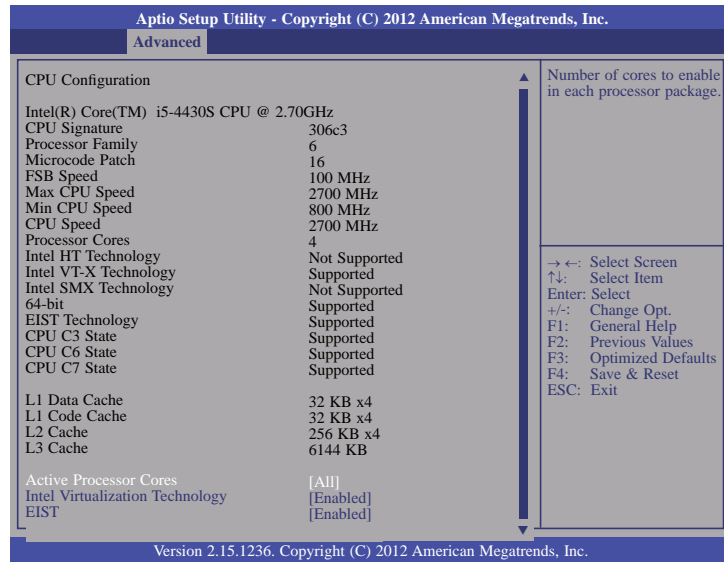 Aptio Setup Utility - Copyright (C) 2012 American Megatrends, Inc.
Advanced
CPU Configuration
Intel(R) Core(TM) i5-4430S CPU @ 2.70GHz
CPU Signature 306c3
Processor Family 6
Microcode Patch 16
FSB Speed 100 MHz
Max CPU Speed 2700 MHz
Min CPU Speed 800 MHz
CPU Speed 2700 MHz
Processor Cores 4
Intel HT Technology Not Supported
Intel VT-X Technology Supported
Intel SMX Technology Not Supported
64-bit Supported
EIST Technology Supported
CPU C3 State Supported
CPU C6 State Supported
CPU C7 State Supported
L1 Data Cache 32 KB x4
L1 Code Cache 32 KB x4
L2 Cache 256 KB x4
L3 Cache 6144 KB
Active Processor Cores [All]
Intel Virtualization Technology [Enabled]
EIST [Enabled]
Number of cores to enable
in each processor package.
→ ←: Select Screen
↑↓: Select Item
Enter: Select
+/-: Change Opt.
F1: General Help
F2: Previous Values
F3: Optimized Defaults
F4: Save & Reset
ESC: Exit
Version 2.15.1236. Copyright (C) 2012 American Megatrends, Inc.